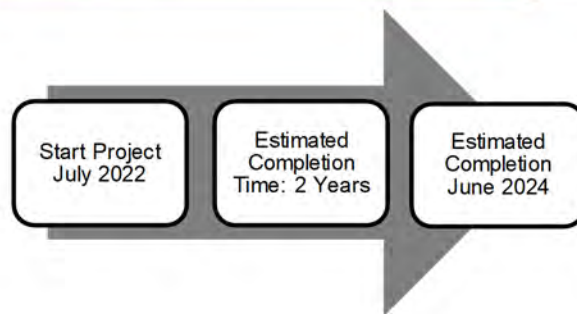 Start Project
July 2022
Estimated
Completion
Time: 2 Years
Estimated
Completion
June 2024